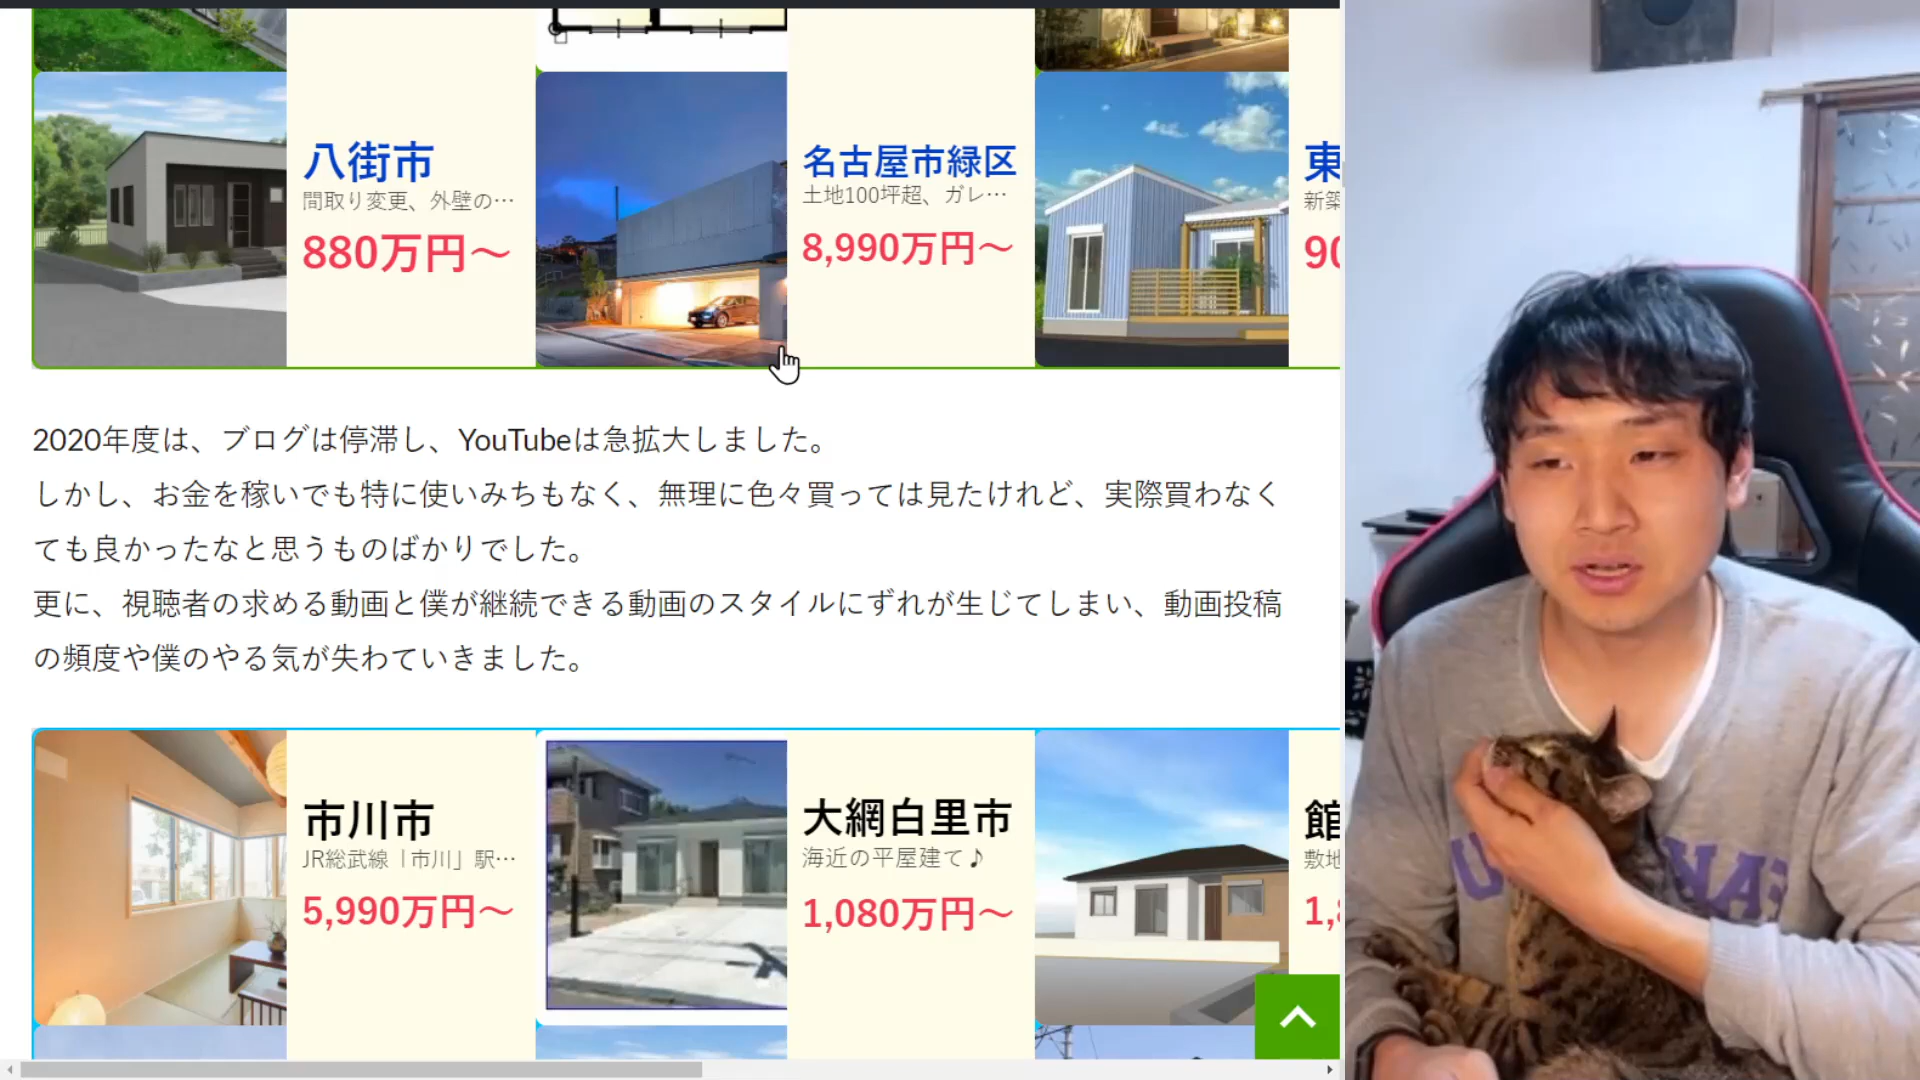 八街市
間取り変更、外壁の…
880万円～
名古屋市緑区
土地100坪超、ガレ…
8,990万円～
東
新築
90
2020年度は、ブログは停滞し、YouTubeは急拡大しました。
しかし、お金を稼いでも特に使いみちもなく、無理に色々買っては見たけれど、実際買わなく
ても良かったなと思うものばかりでした。
更に、視聴者の求める動画と僕が継続できる動画のスタイルにずれが生じてしまい、動画投稿
の頻度や僕のやる気が失わていきました。
市川市
JR総武線「市川」駅…
5,990万円～
大網白里市
海近の平屋建て♪
1,080万円～
館
敷地
1,8